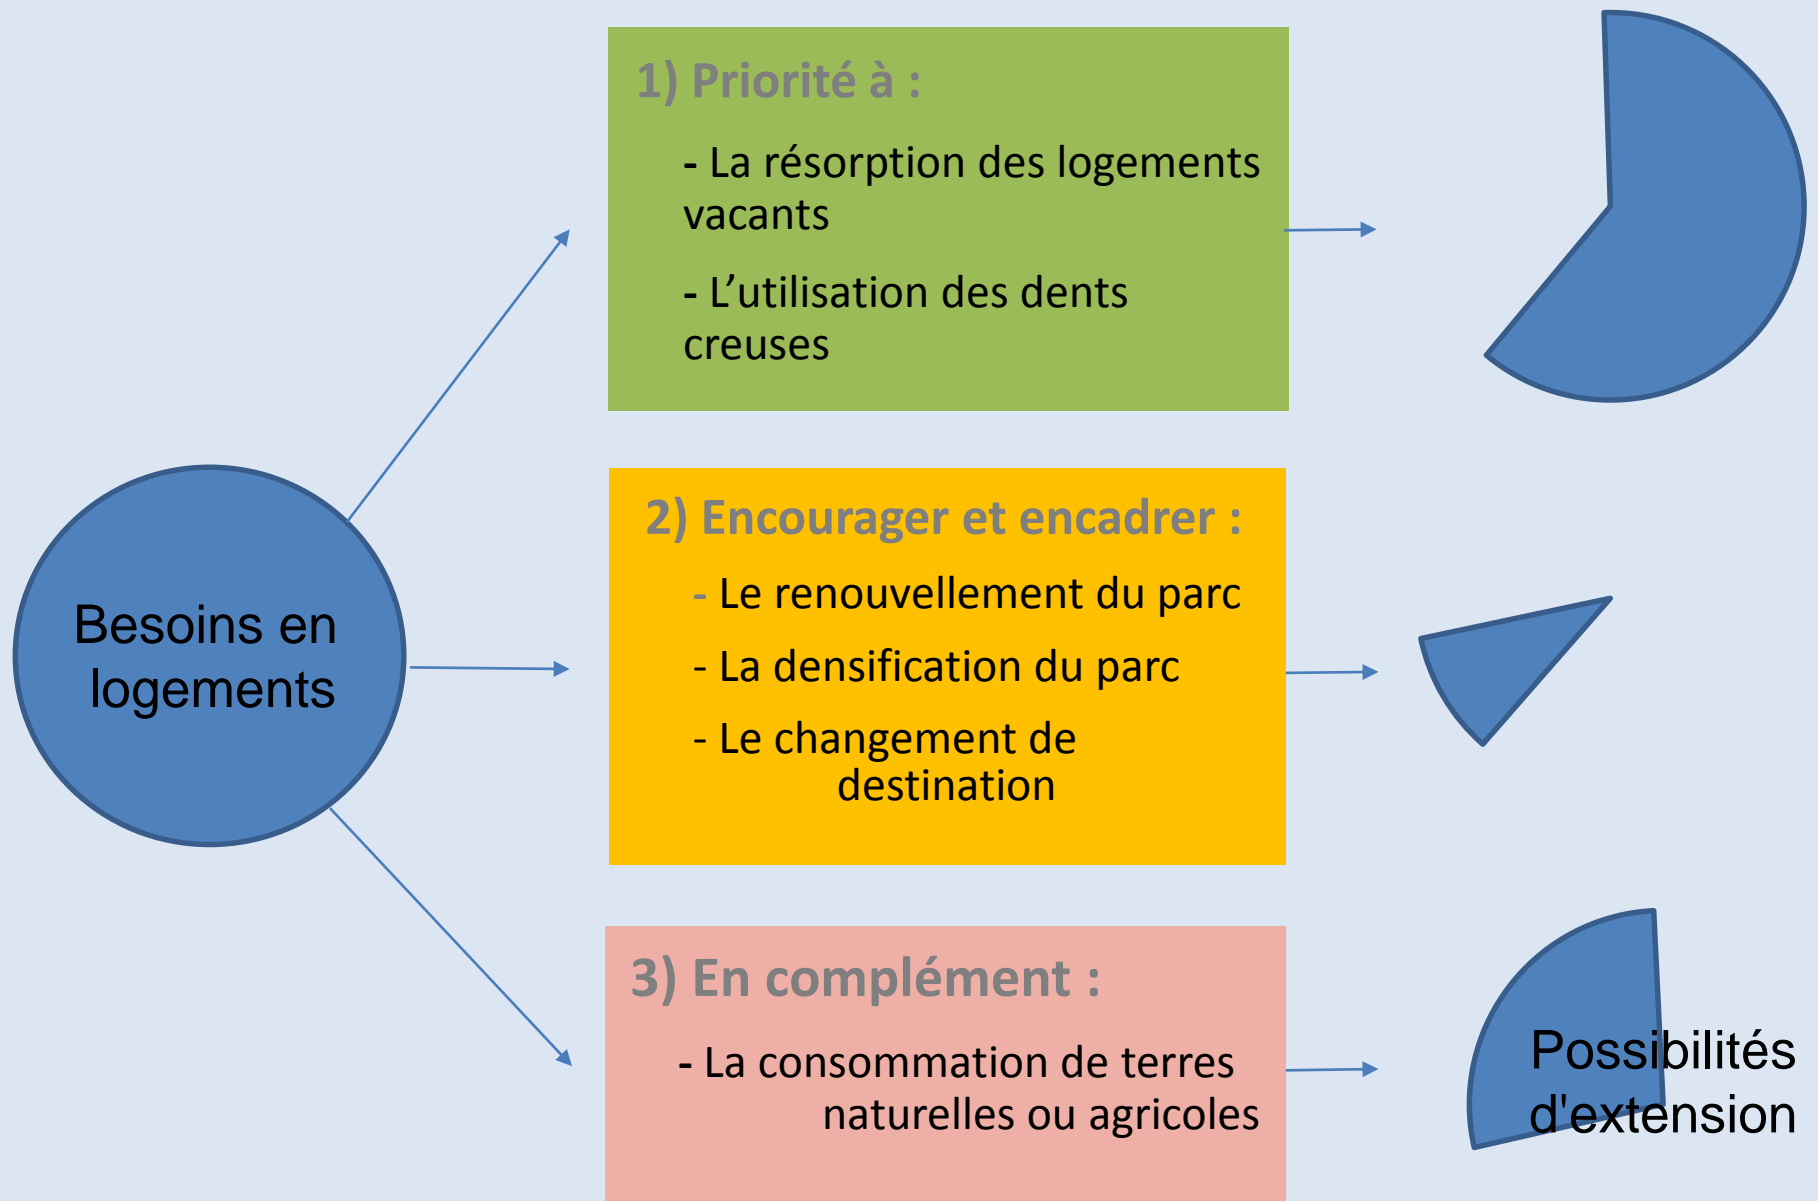 1) Priorité à :
- La résorption des logements
vacants
- L’utilisation des dents
creuses
Besoins en
logements
2) Encourager et encadrer :
- Le renouvellement du parc
- La densification du parc
- Le changement de
destination
3) En complément :
- La consommation de terres
naturelles ou agricoles
Possibilités
d'extension